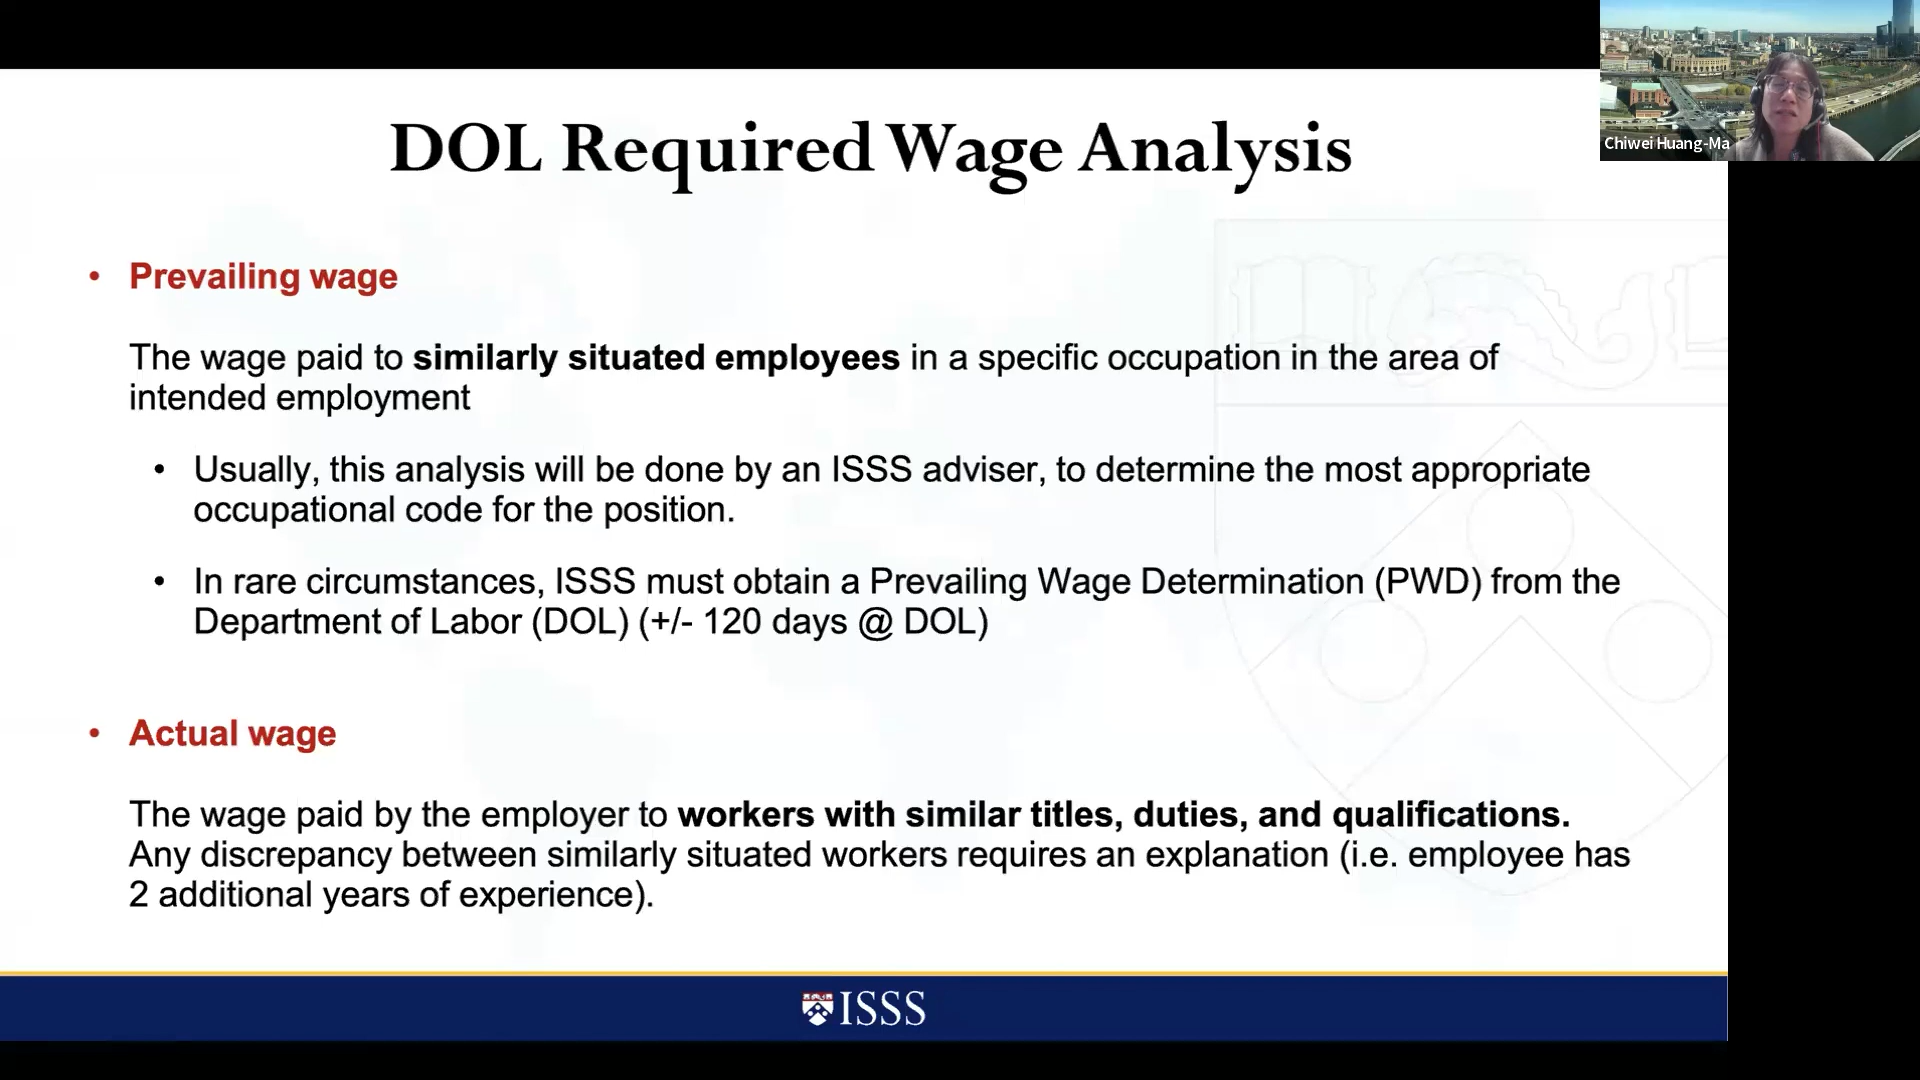 DOL Required Wage Analysis
Chiwei Huang-Ma
• Prevailing wage
The wage paid to similarly situated employees in a specific occupation in the area of
intended employment
• Usually, this analysis will be done by an ISSS adviser, to determine the most appropriate
occupational code for the position.
• In rare circumstances, ISSS must obtain a Prevailing Wage Determination (PWD) from the
Department of Labor (DOL) (+/- 120 days @ DOL)
• Actual wage
The wage paid by the employer to workers with similar titles, duties, and qualifications.
Any discrepancy between similarly situated workers requires an explanation (i.e. employee has
2 additional years of experience).
ISSS